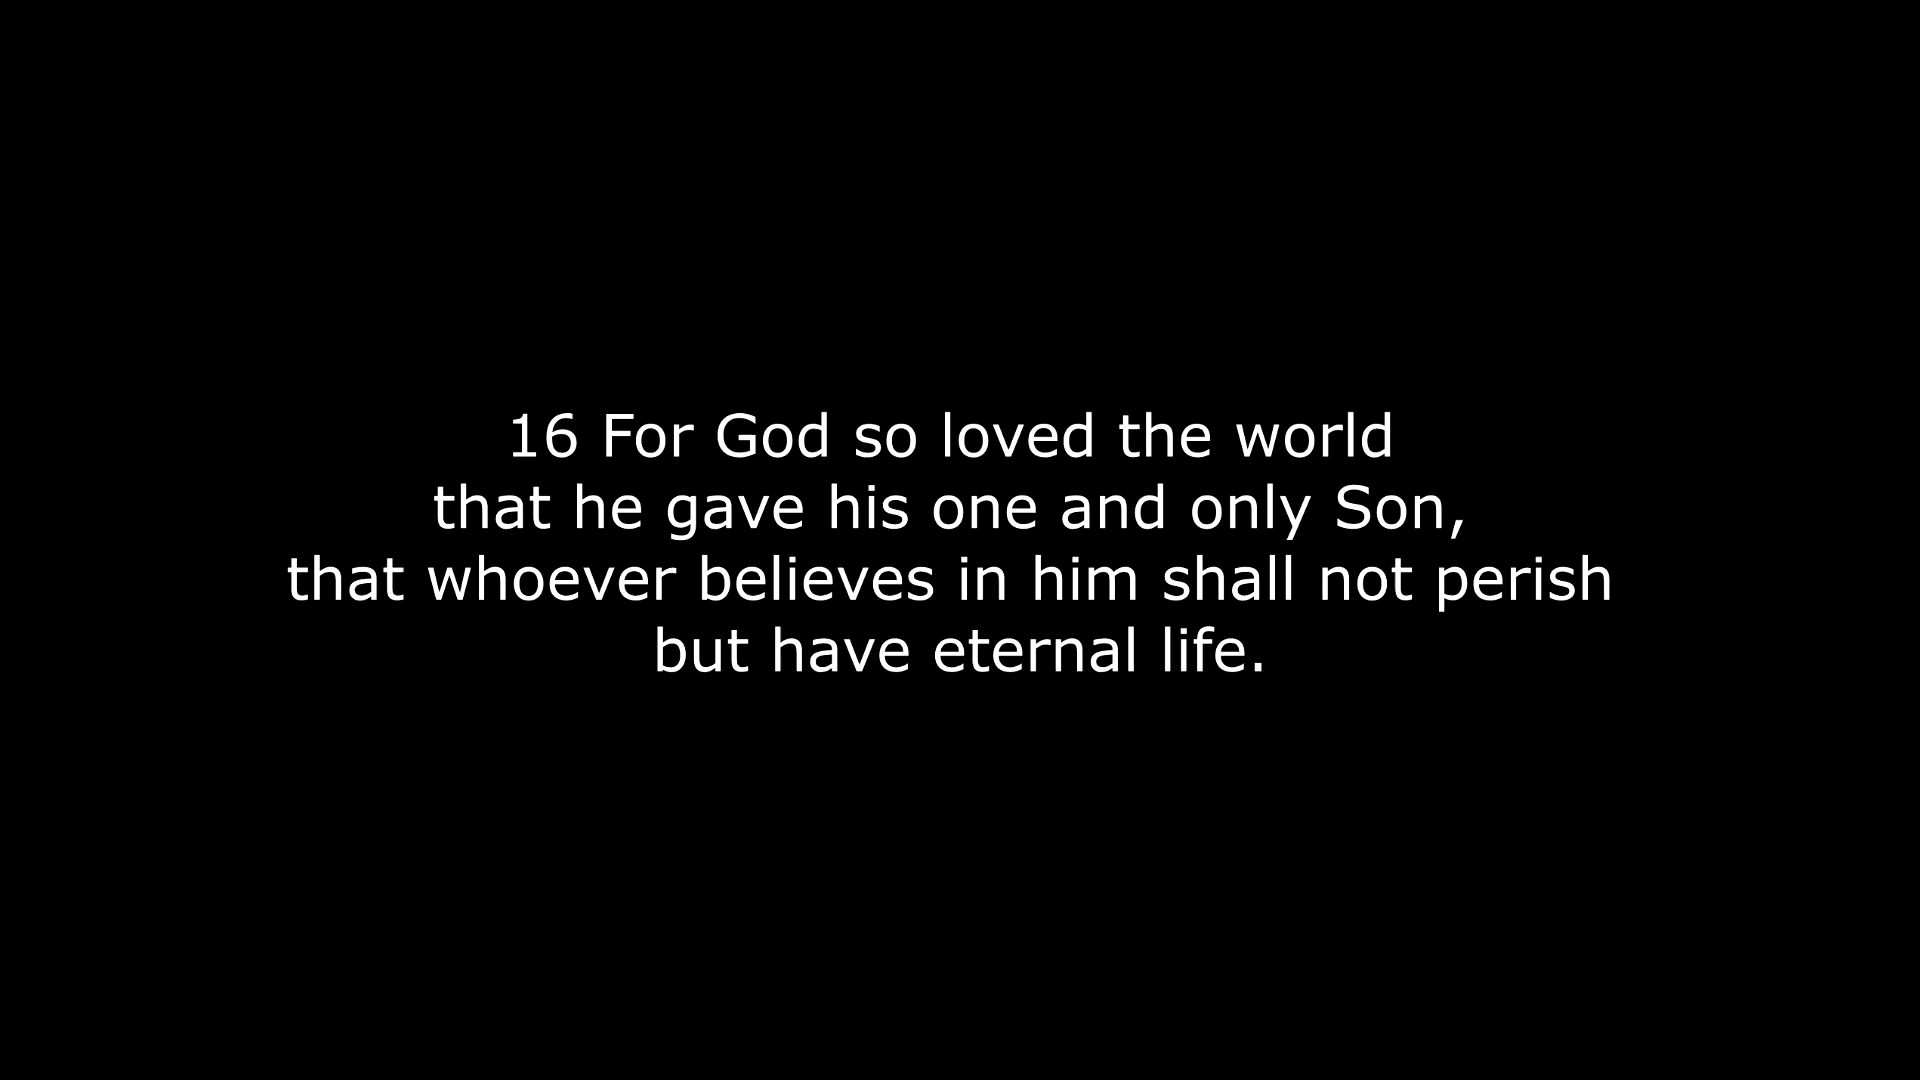 16 For God so loved the world
that he gave his one and only Son,
that whoever believes in him shall not perish
but have eternal life.